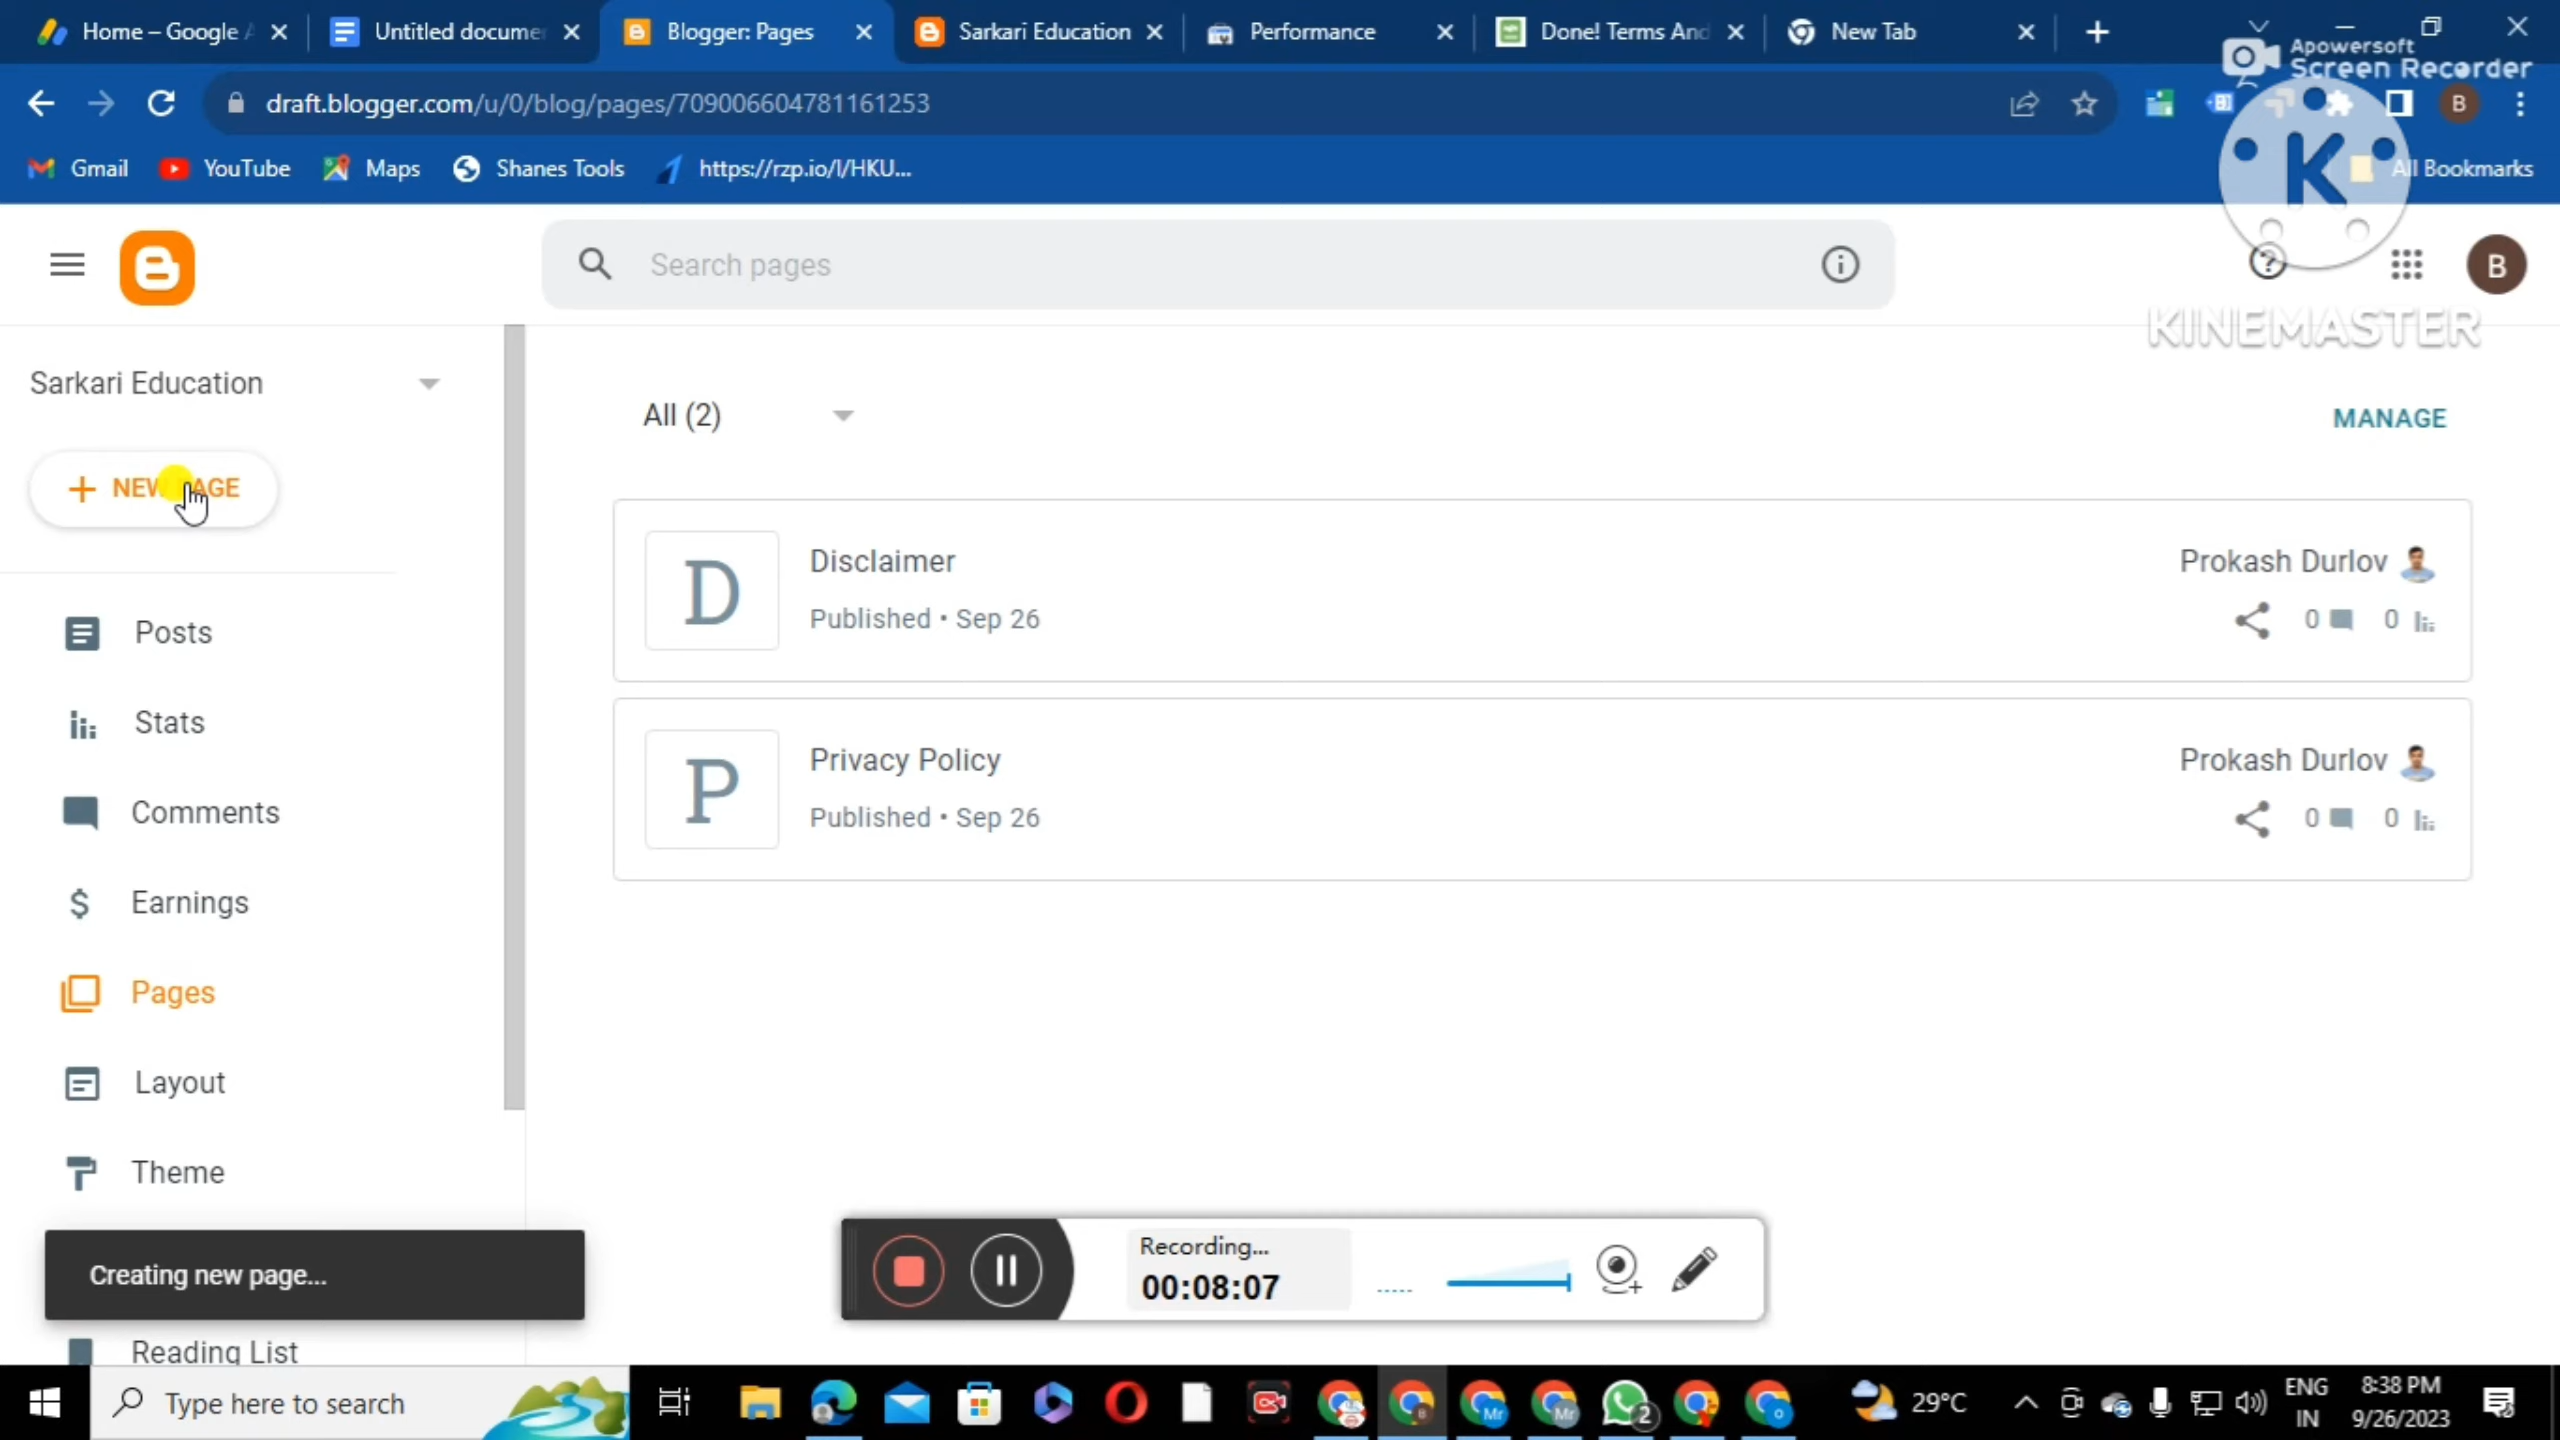 Home – Google A
Untitled documen
Blogger: Pages
Sarkari Education
Performance
Done! Terms And
New Tab
Apowersoft
Screen Recorder
draft.blogger.com/u/0/blog/pages/709006604781161253
B
Gmail
YouTube
Maps
Shanes Tools
https://rzp.io/l/HKU...
All Bookmarks
K
KINEMASTER
Search pages
B
Sarkari Education
NEW PAGE
All (2)
MANAGE
D
Disclaimer
Published • Sep 26
Prokash Durlov
0
0
P
Privacy Policy
Published • Sep 26
Prokash Durlov
0
0
Posts
Stats
Comments
Earnings
Pages
Layout
Theme
Creating new page...
Reading List
Recording...
00:08:07
Type here to search
Mr
Mr
2
29°C
ENG
IN
8:38 PM
9/26/2023